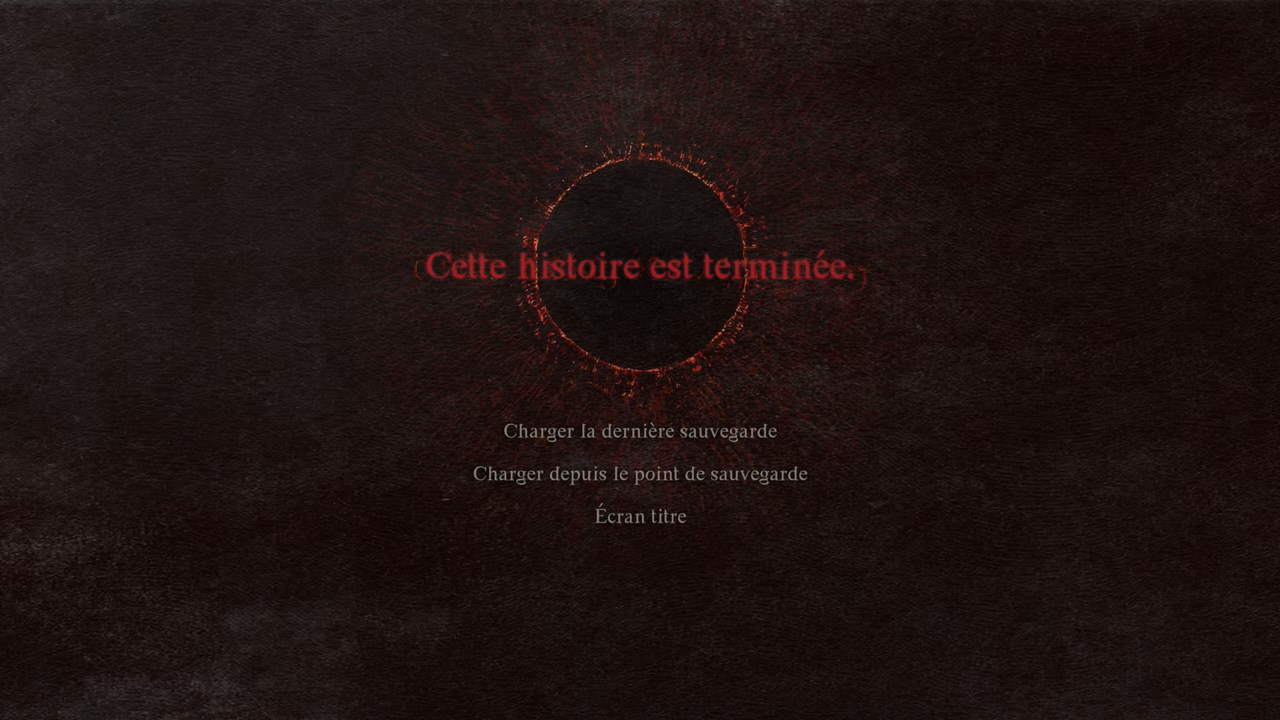 Cette histoire est terminée.
Charger la dernière sauvegarde
Charger depuis le point de sauvegarde
Écran titre